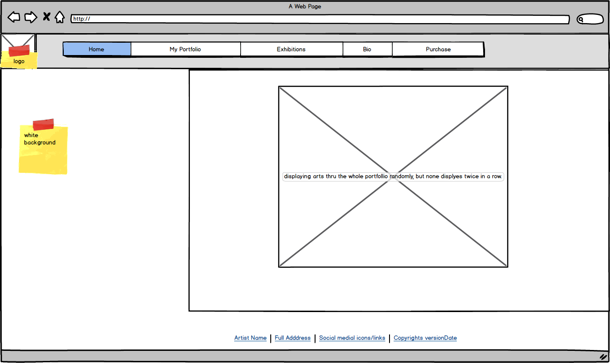 A Web Page
http://
logo
Home
My Portfolio
Exhibitions
Bio
Purchase
white
background
displaying arts thru the whole portfolio randomly, but none displyes twice in a row.
Artist Name | Full Adddress | Social medial icons/links | Copyrights versionDate